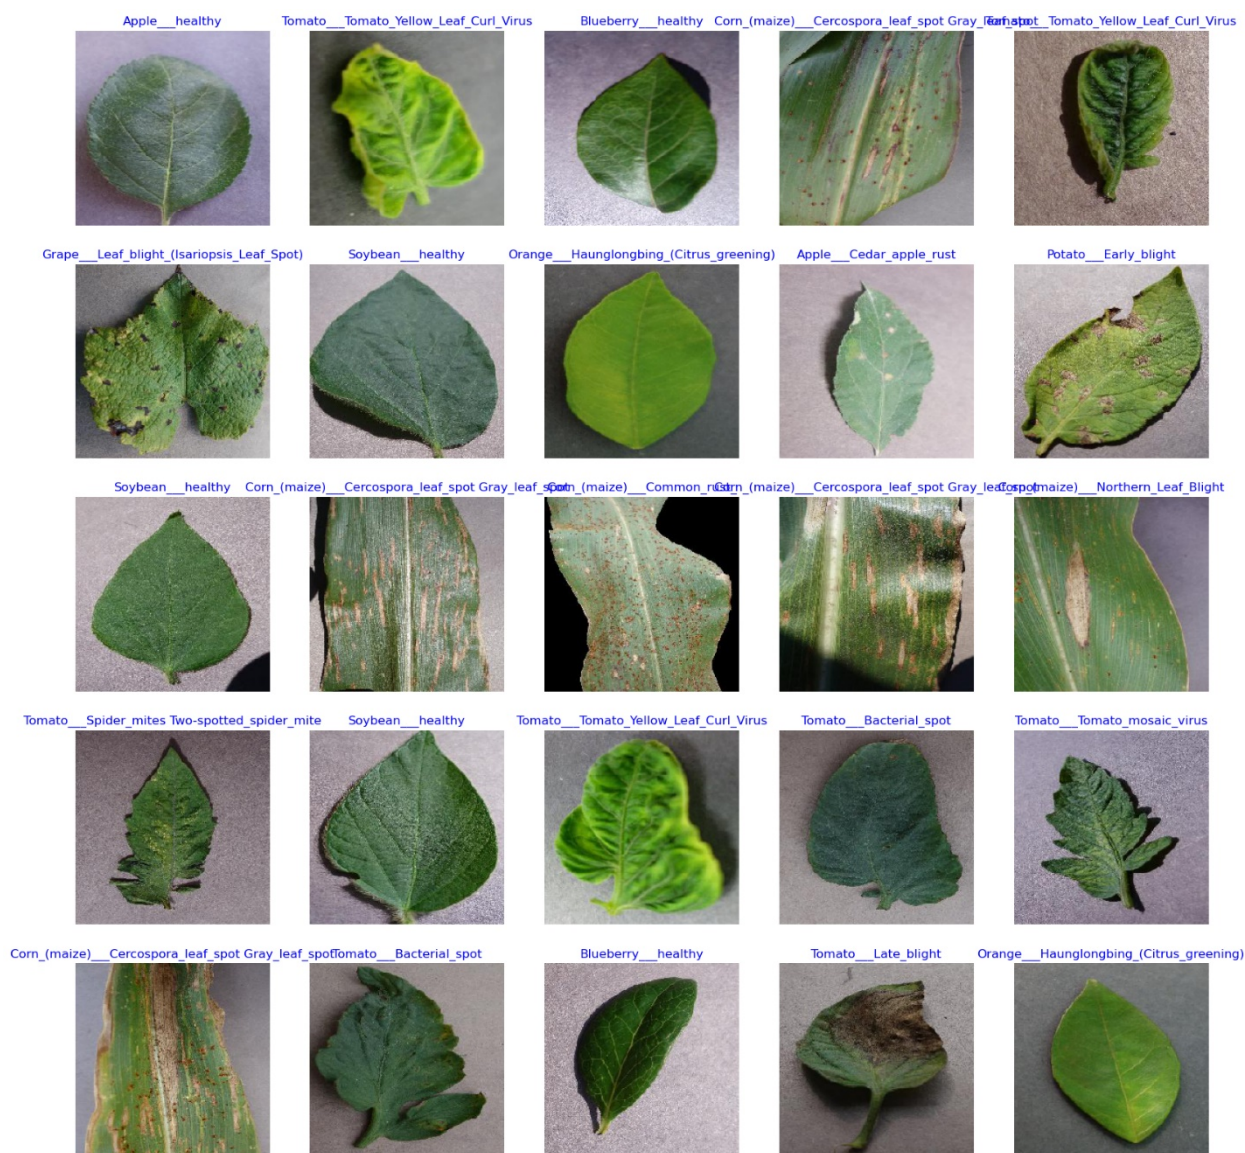 Apple___healthy
Tomato___Tomato_Yellow_Leaf_Curl_Virus
Blueberry___healthy
Corn_(maize)___Cercospora_leaf_spot Gray_leaf_spot
Tomato___Tomato_Yellow_Leaf_Curl_Virus
Grape___Leaf_blight_(Isariopsis_Leaf_Spot)
Soybean___healthy
Orange___Haunglongbing_(Citrus_greening)
Apple___Cedar_apple_rust
Potato___Early_blight
Soybean___healthy
Corn_(maize)___Cercospora_leaf_spot Gray_leaf_spot
Corn_(maize)___Common_rust
Corn_(maize)___Cercospora_leaf_spot Gray_leaf_spot
Corn_(maize)___Northern_Leaf_Blight
Tomato___Spider_mites Two-spotted_spider_mite
Soybean___healthy
Tomato___Tomato_Yellow_Leaf_Curl_Virus
Tomato___Bacterial_spot
Tomato___Tomato_mosaic_virus
Corn_(maize)___Cercospora_leaf_spot Gray_leaf_spot
Tomato___Bacterial_spot
Blueberry___healthy
Tomato___Late_blight
Orange___Haunglongbing_(Citrus_greening)